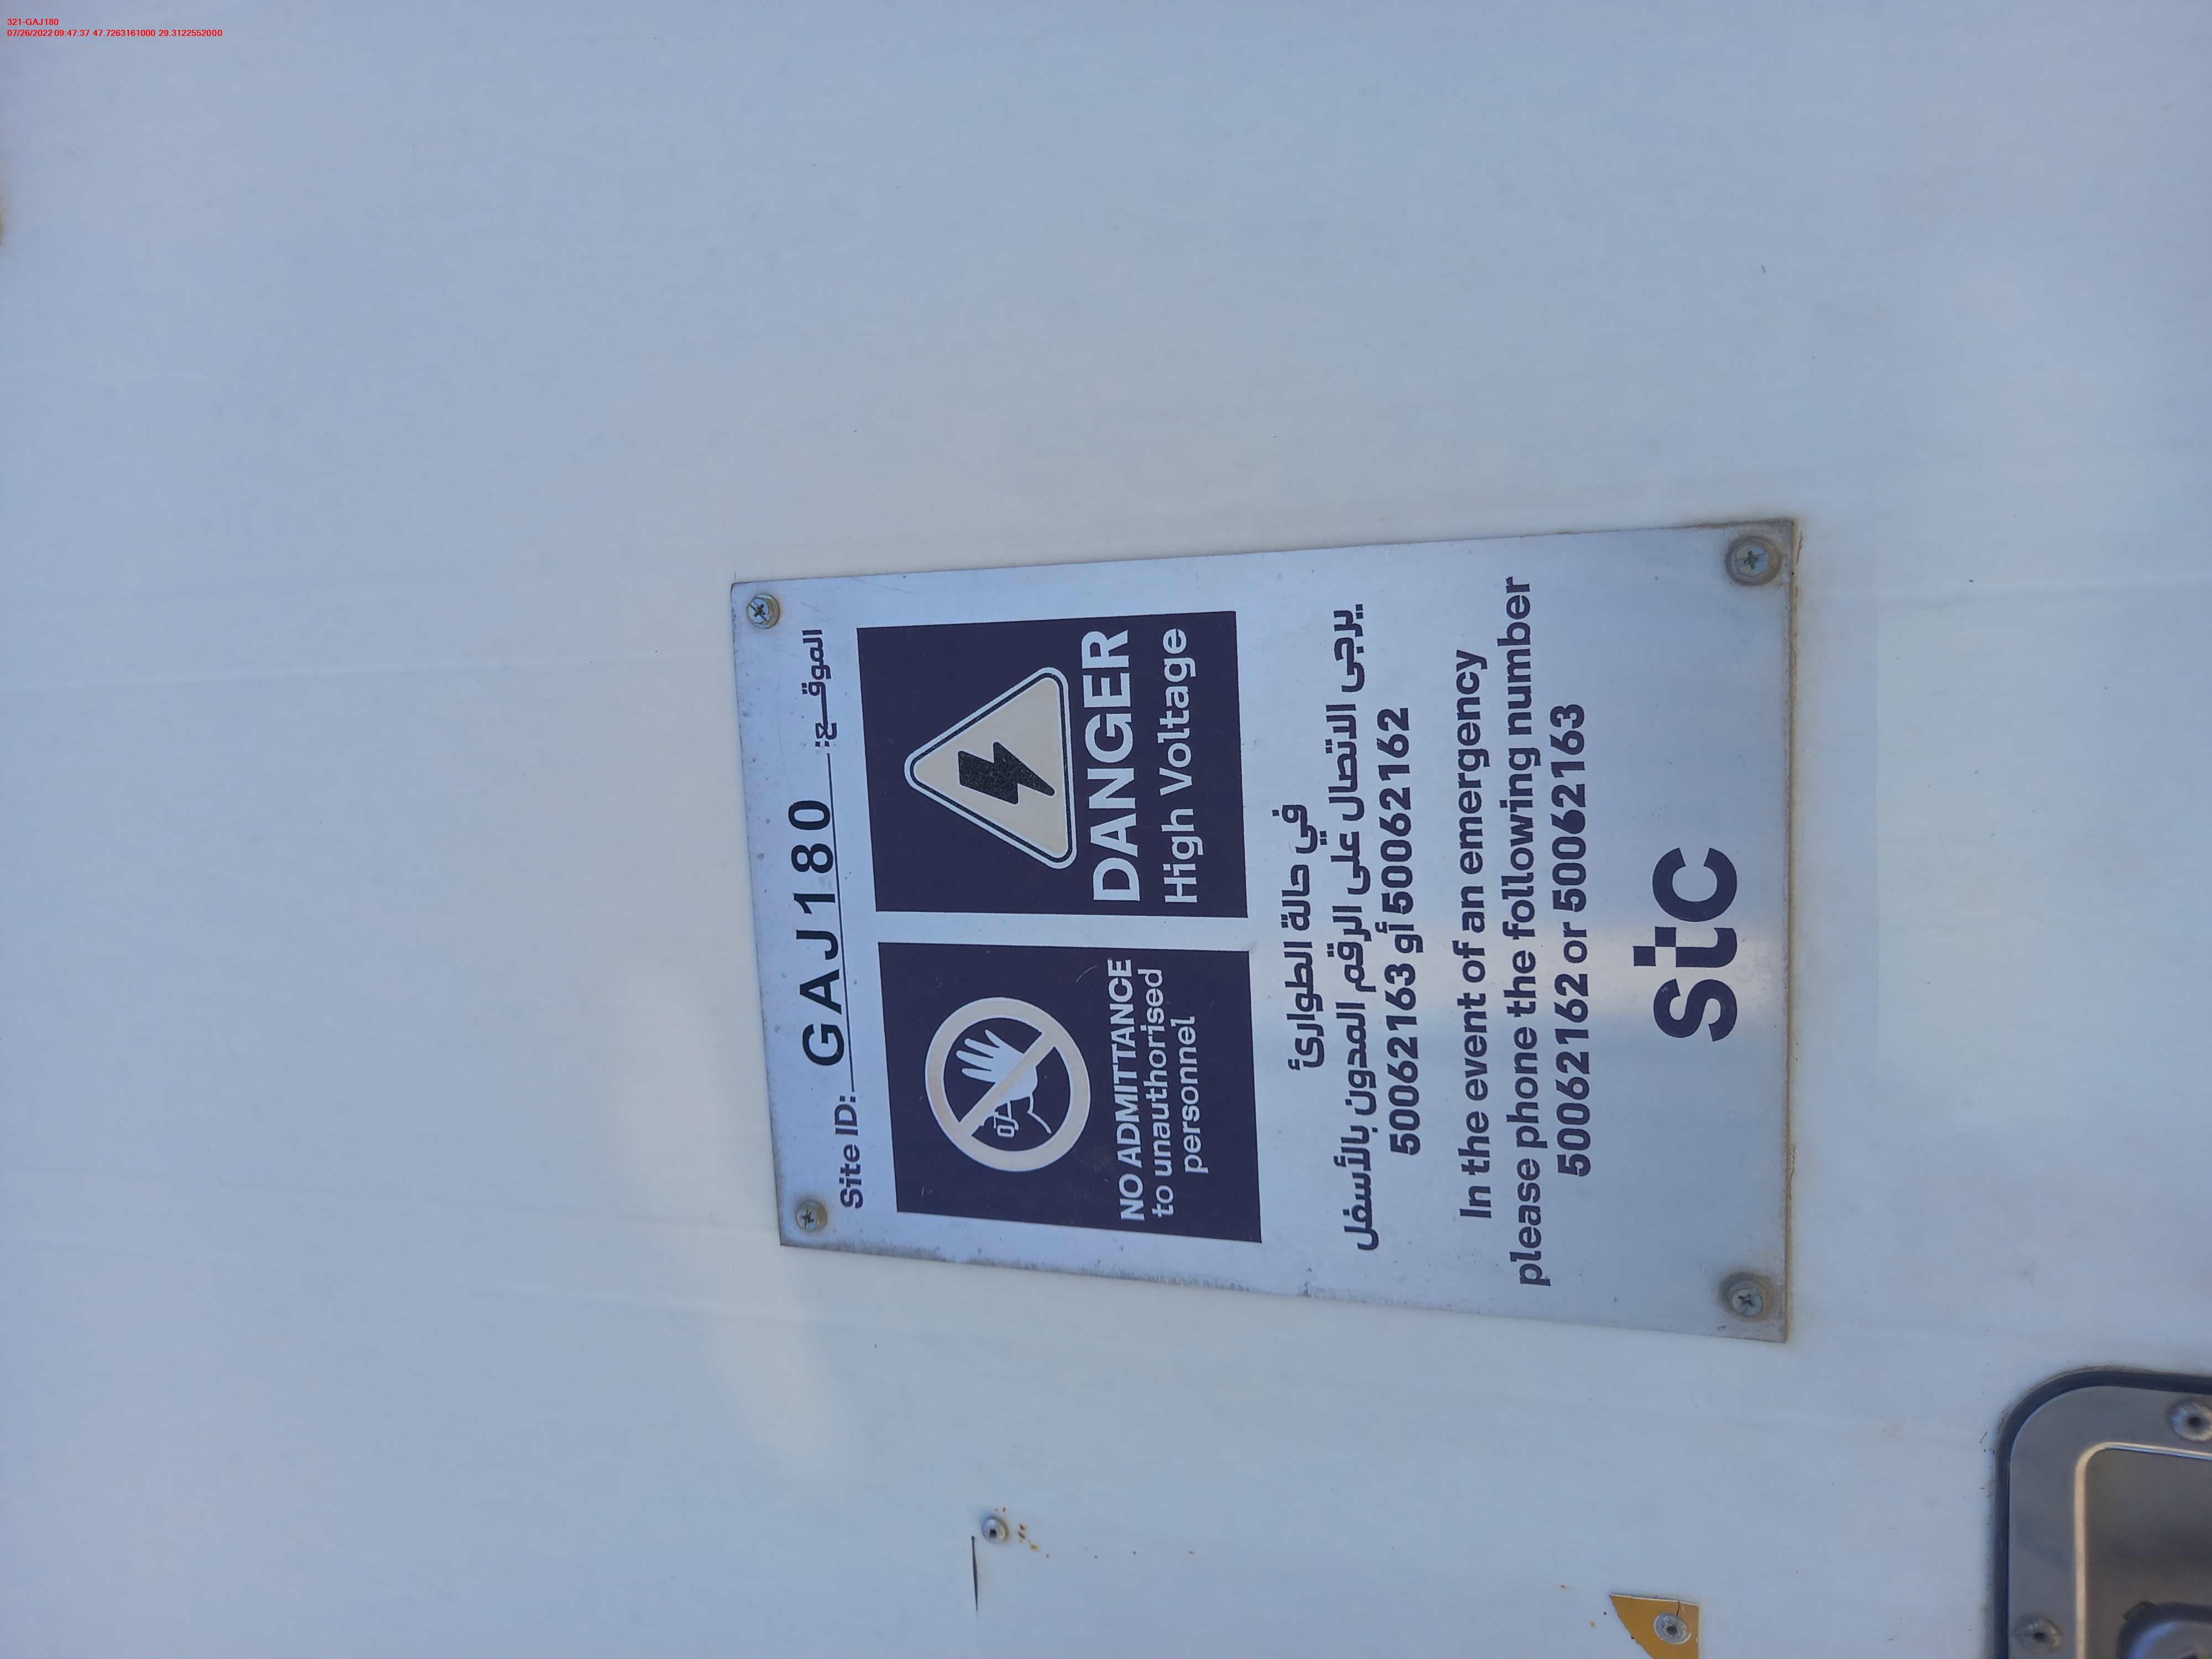 321-GAJ180
07/26/2022 09:47:37 47.7263161000 29.3122552000
Site ID: GAJ180 الموقـــع:
NO ADMITTANCE
to unauthorised
personnel
DANGER
High Voltage
في حالة الطوارئ
يرجى الاتصال على الرقم المدون بالأسفل
50062163 أو 50062162
In the event of an emergency
please phone the following number
50062162 or 50062163
stc